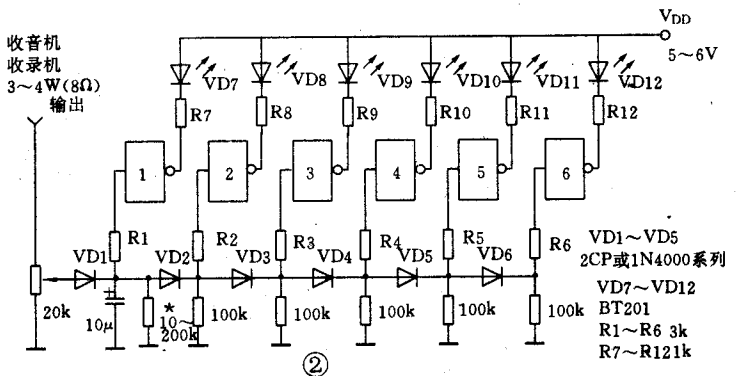 收音机
收录机
3～4W(8Ω)
输出
VDD
5～6V
VD7
VD8
VD9
VD10
VD11
VD12
R7
R8
R9
R10
R11
R12
1
2
3
4
5
6
R1
R2
R3
R4
R5
R6
VD1
VD2
VD3
VD4
VD5
VD6
20k
+
10μ
*
10～
200k
100k
100k
100k
100k
100k
VD1～VD5
2CP或1N4000系列
VD7～VD12
BT201
R1～R6 3k
R7～R121k
②